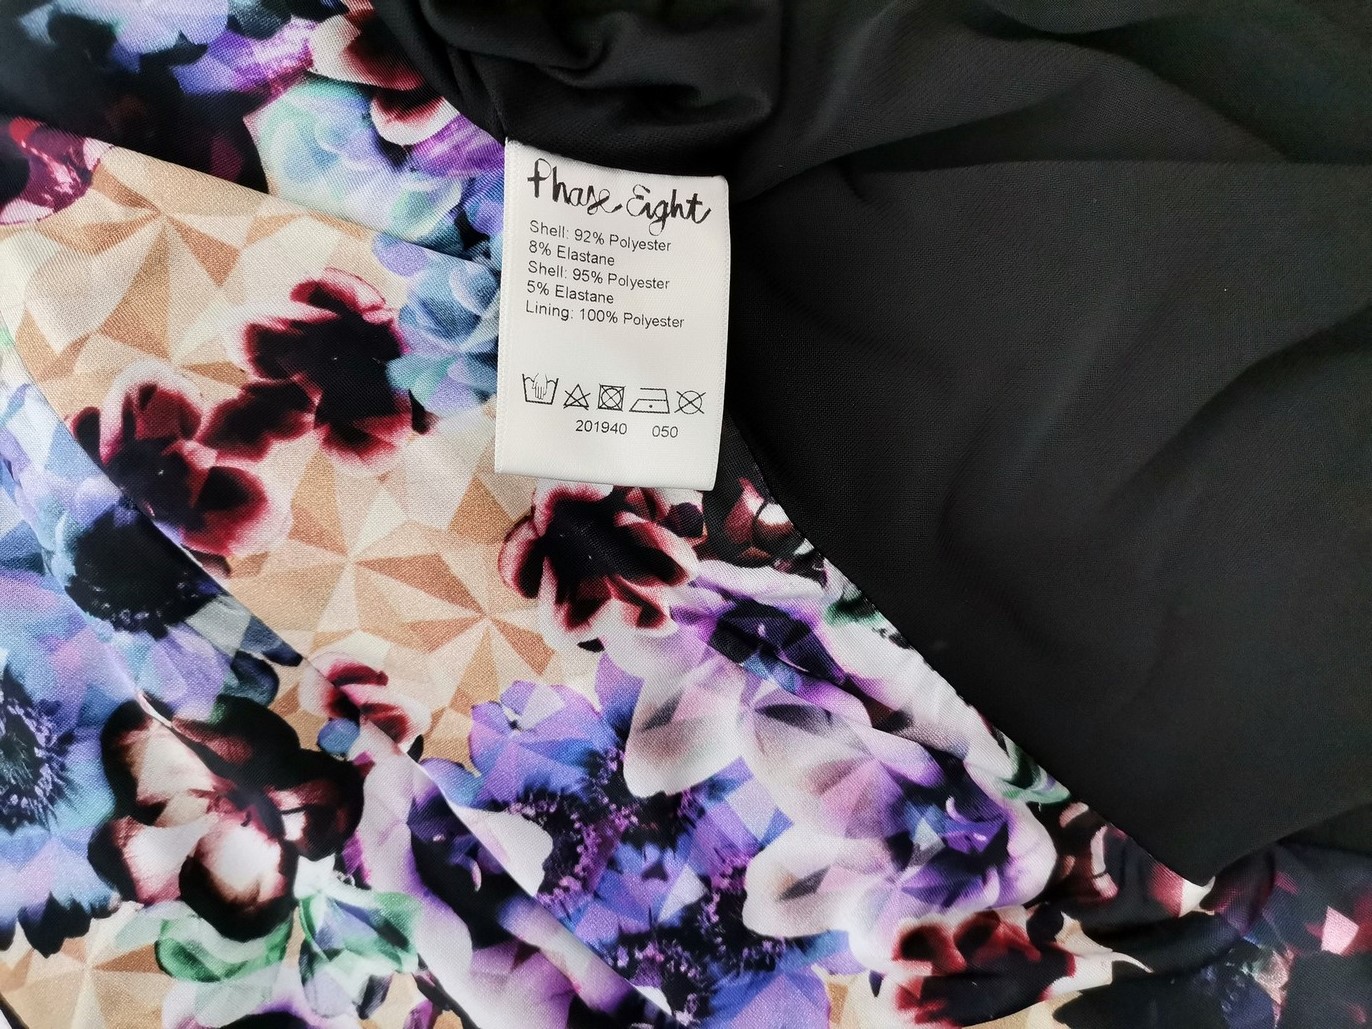 Phase Eight
Shell: 92% Polyester
8% Elastane
Shell: 95% Polyester
5% Elastane
Lining: 100% Polyester
201940 050